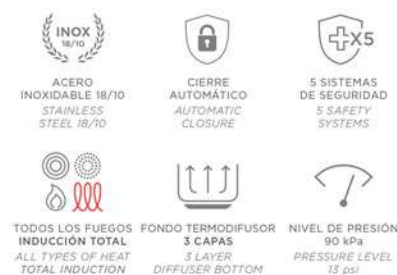 INOX
18/10
X5
ACERO
INOXIDABLE 18/10
STAINLESS
STEEL 18/10
CIERRE
AUTOMÁTICO
AUTOMATIC
CLOSURE
5 SISTEMAS
DE SEGURIDAD
5 SAFETY
SYSTEMS
TODOS LOS FUEGOS
INDUCCIÓN TOTAL
ALL TYPES OF HEAT
TOTAL INDUCTION
FONDO TERMODIFUSOR
3 CAPAS
3 LAYER
DIFFUSER BOTTOM
NIVEL DE PRESIÓN
90 kPa
PRESSURE LEVEL
13 psi